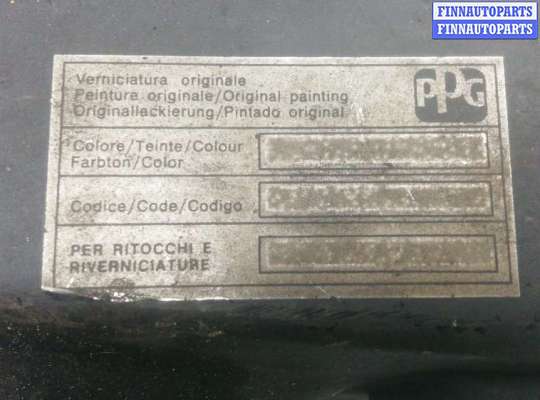 FINNAUTOPARTS
FINNAUTOPARTS
Verniciatura originale
Peinture originale/Original painting
Originallackierung/Pintado original
PPG
Colore/Teinte/Colour
Farbton/Color
Codice/Code/Codigo
PER RITOCCHI E
RIVERNICIATURE